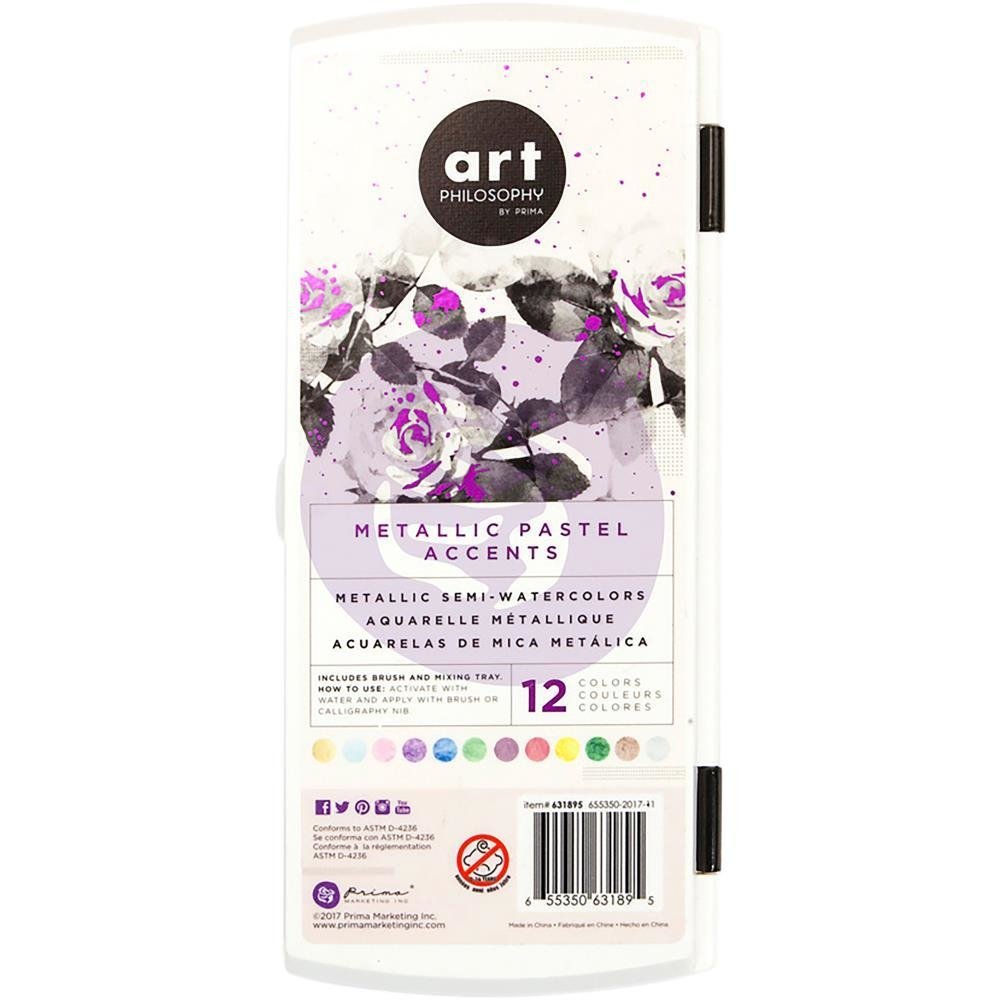 art
PHILOSOPHY
BY PRIMA
METALLIC PASTEL
ACCENTS
METALLIC SEMI-WATERCOLORS
AQUARELLE MÉTALLIQUE
ACUARELAS DE MICA METÁLICA
INCLUDES BRUSH AND MIXING TRAY.
HOW TO USE: ACTIVATE WITH
WATER AND APPLY WITH BRUSH OR
CALLIGRAPHY NIB.
12
COLORS
COULEURS
COLORES
You
Tube
Conforms to ASTM D-4236
Se conforma con ASTM D-4236
Conforme à la réglementation
ASTM D-4236
Prima
MARKETING INC
©2017 Prima Marketing Inc.
www.primamarketinginc.com
item# 631895 655350-2017-11
6 55350 63189 5
Made in China • Fabriqué en Chine • Hecho en China